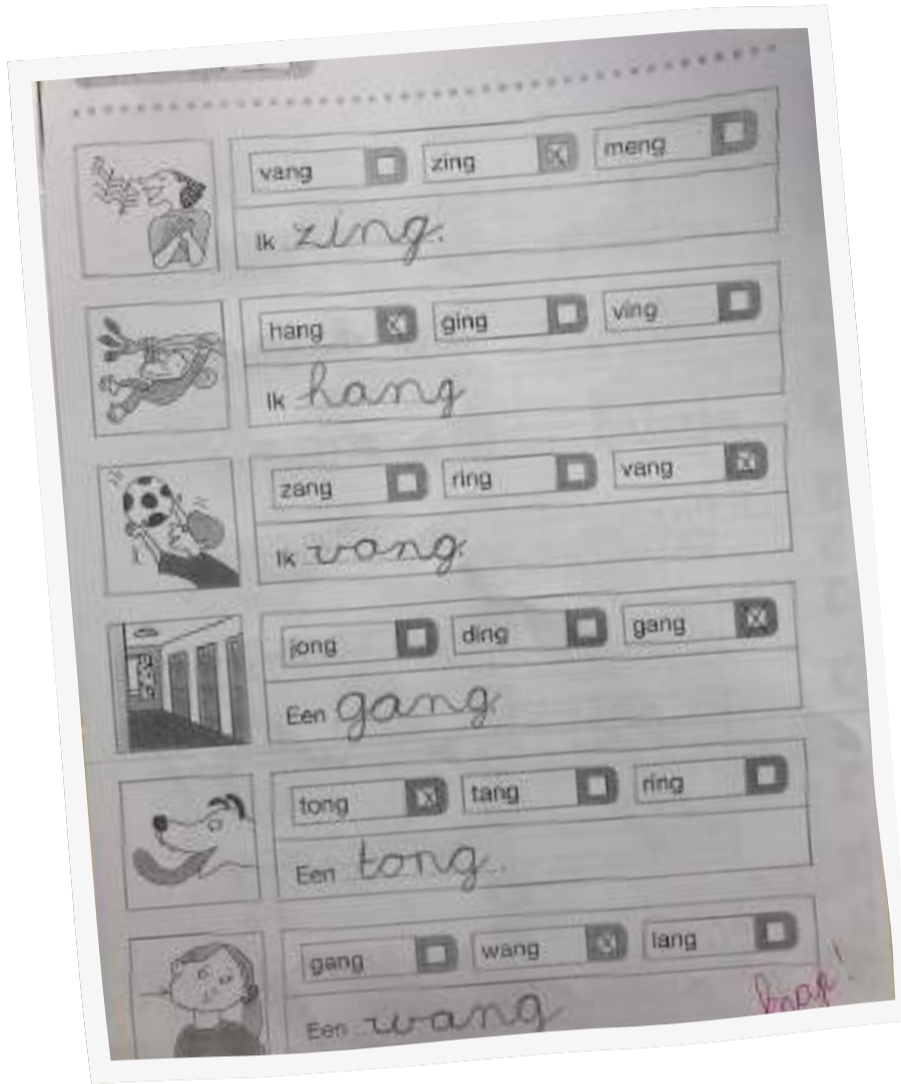 vang zing meng
Ik zing.
hang ging ving
Ik hang
zang ring vang
Ik vang.
jong ding gang
Een gang.
tong tang ring
Een tong.
gang wang lang
Een wang
knap!